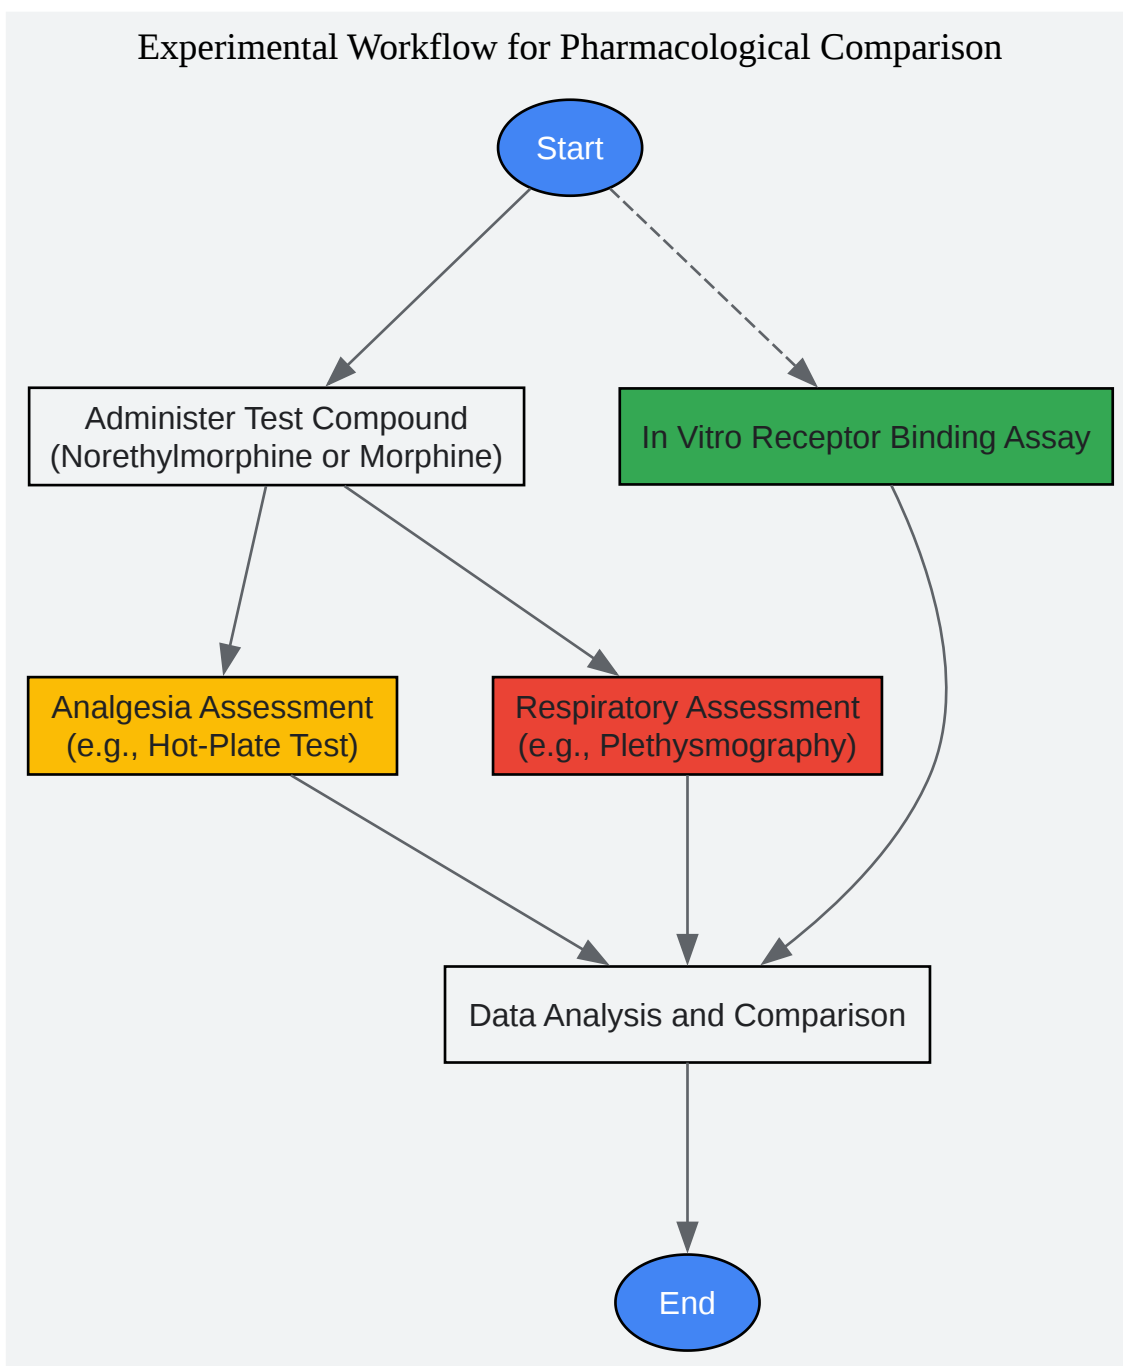 Experimental Workflow for Pharmacological Comparison
Start
Administer Test Compound
(Norethylmorphine or Morphine)
In Vitro Receptor Binding Assay
Analgesia Assessment
(e.g., Hot-Plate Test)
Respiratory Assessment
(e.g., Plethysmography)
Data Analysis and Comparison
End